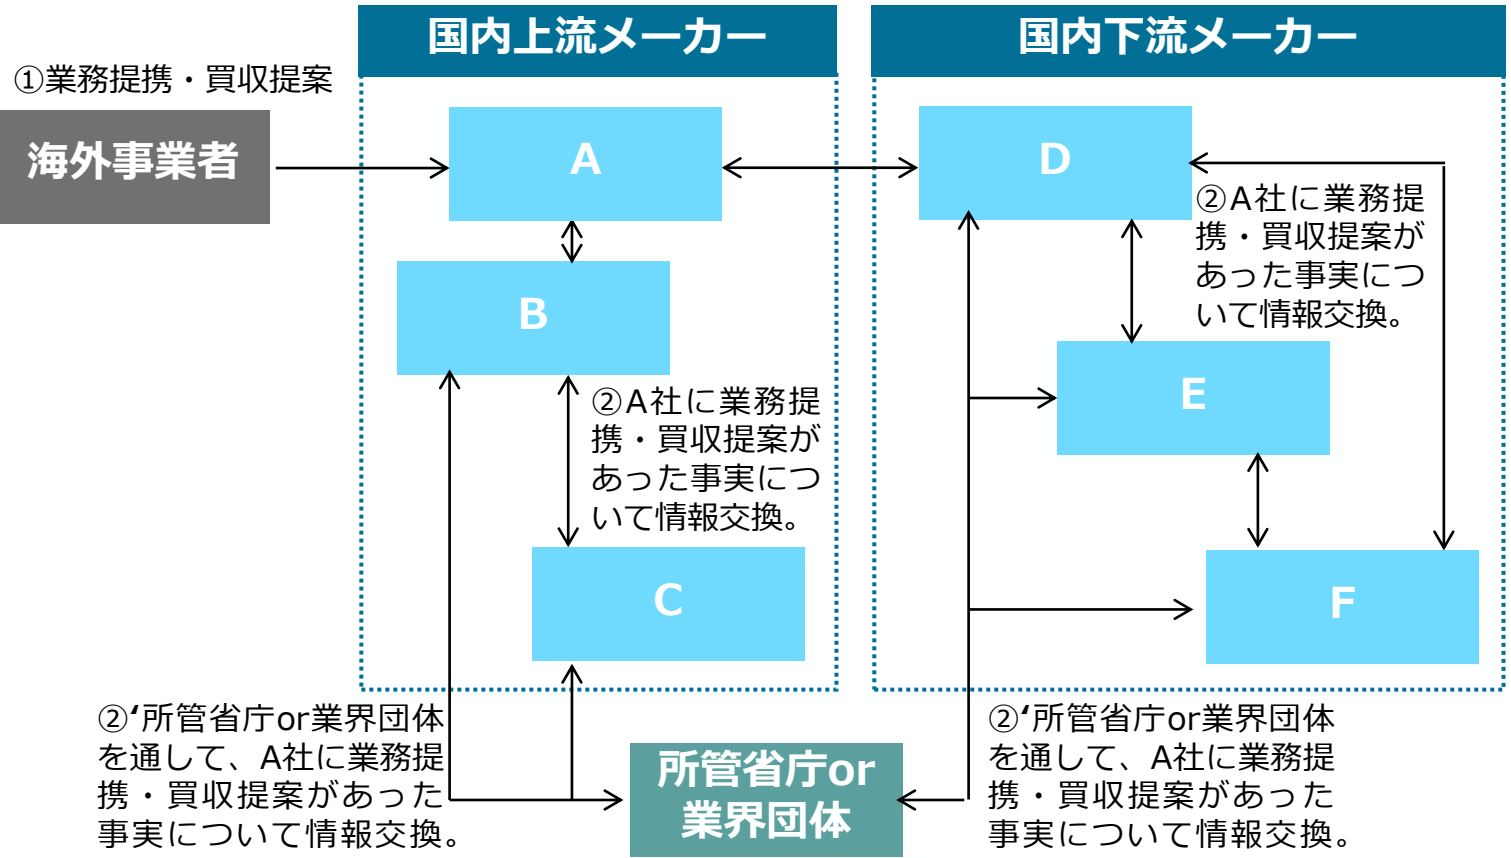 国内上流メーカー
国内下流メーカー
①業務提携・買収提案
海外事業者
A
D
②A社に業務提
携・買収提案が
あった事実につ
いて情報交換。
B
E
②A社に業務提
携・買収提案が
あった事実につ
いて情報交換。
C
F
②‘所管省庁or業界団体
を通して、A社に業務提
携・買収提案があった
事実について情報交換。
所管省庁or
業界団体
②‘所管省庁or業界団体
を通して、A社に業務提
携・買収提案があった
事実について情報交換。